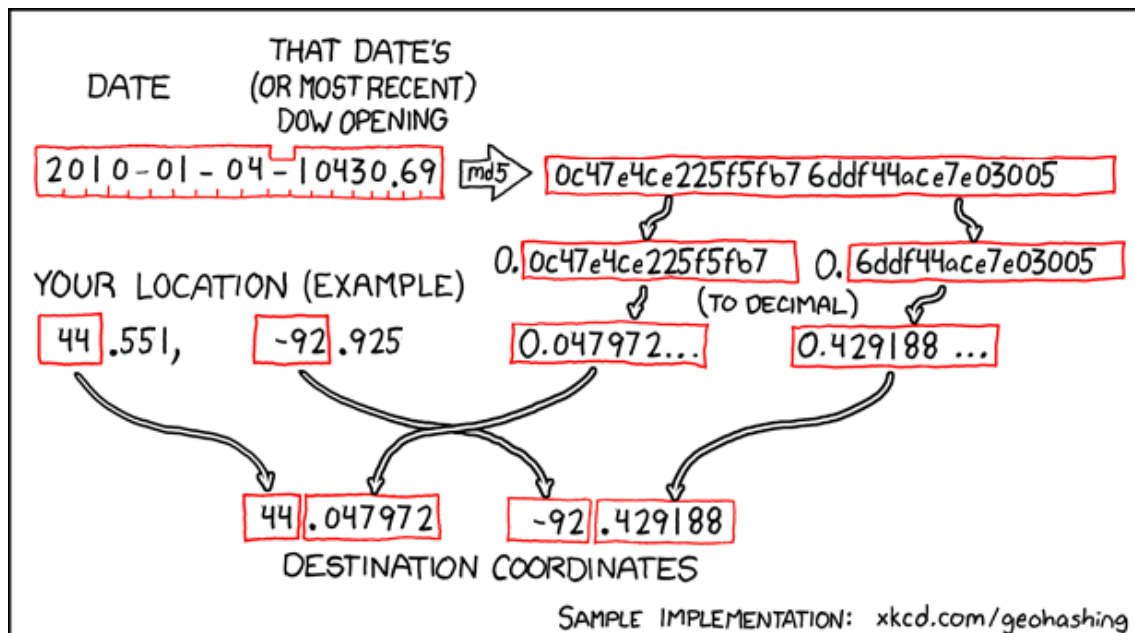 DATE
THAT DATE'S
(OR MOST RECENT)
DOW OPENING
2010-01-04-10430.69
md5
0c47e4ce225f5fb76ddf44ace7e03005
0.0c47e4ce225f5fb7
0.6ddf44ace7e03005
YOUR LOCATION (EXAMPLE)
(TO DECIMAL)
44.551, -92.925
0.047972...
0.429188...
44.047972
-92.429188
DESTINATION COORDINATES
SAMPLE IMPLEMENTATION: xkcd.com/geohashing